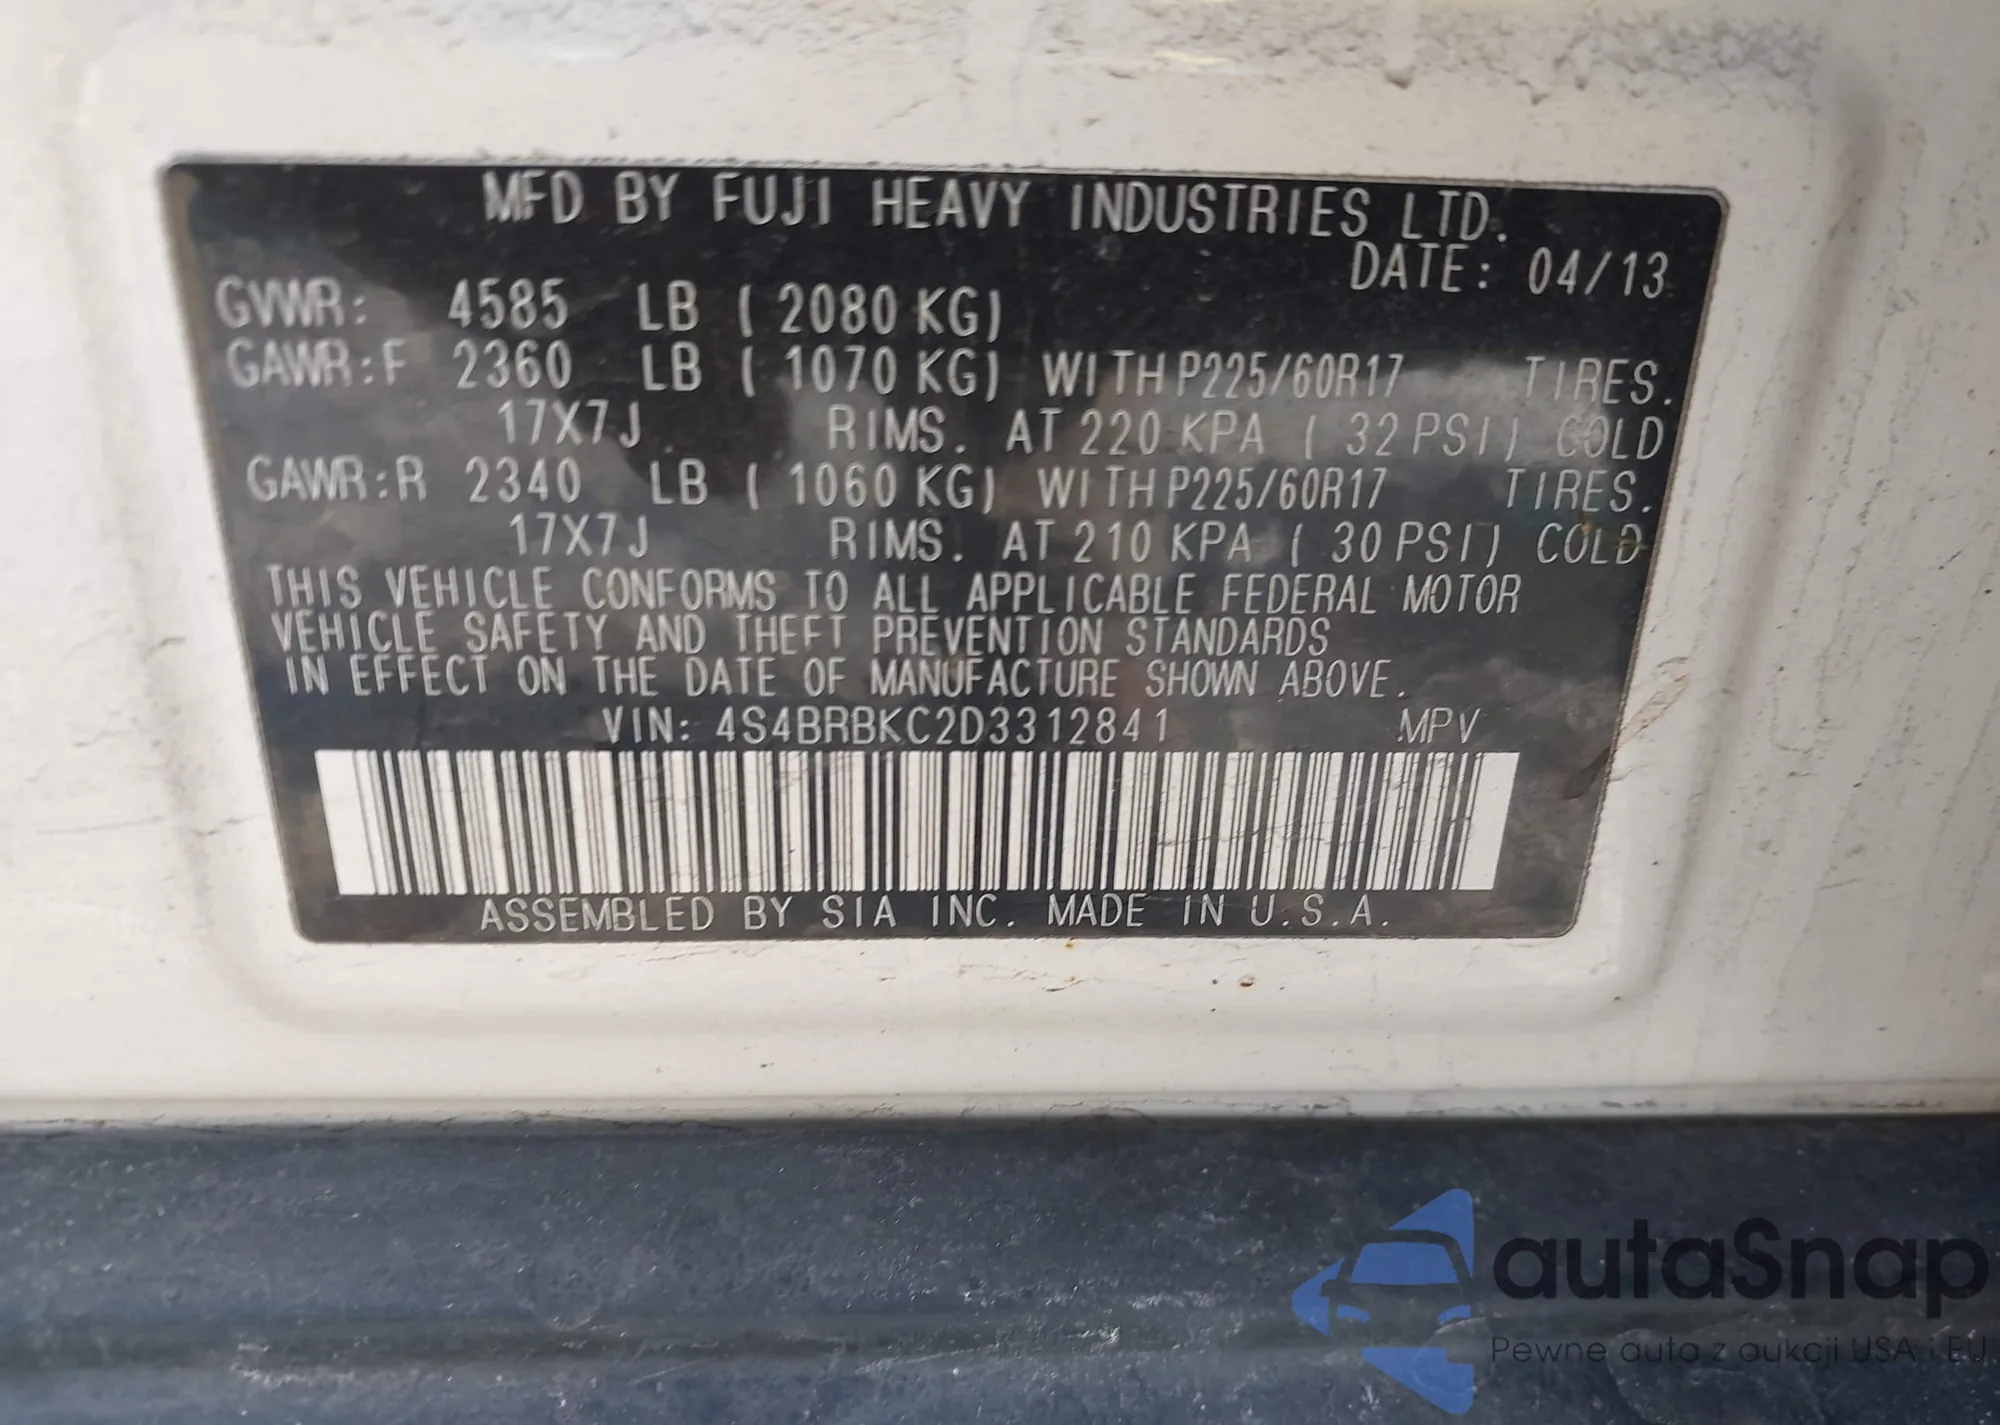 MFD BY FUJI HEAVY INDUSTRIES LTD.
DATE: 04/13
GVWR: 4585 LB ( 2080 KG)
GAWR:F 2360 LB ( 1070 KG) WITH P225/60R17 TIRES.
17X7J RIMS. AT 220 KPA ( 32 PSI) COLD
GAWR:R 2340 LB ( 1060 KG) WITH P225/60R17 TIRES.
17X7J RIMS. AT 210 KPA ( 30 PSI) COLD
THIS VEHICLE CONFORMS TO ALL APPLICABLE FEDERAL MOTOR
VEHICLE SAFETY AND THEFT PREVENTION STANDARDS
IN EFFECT ON THE DATE OF MANUFACTURE SHOWN ABOVE.
VIN: 4S4BRBKC2D3312841 MPV
ASSEMBLED BY SIA INC. MADE IN U.S.A.
autaSnap
Pewne auta z aukcji USA i EU